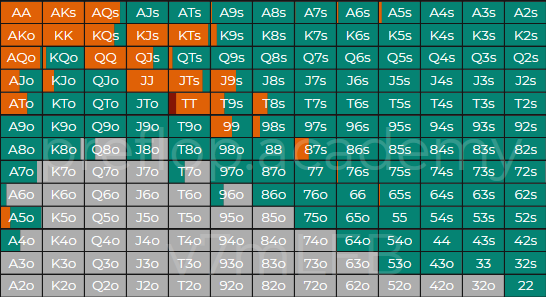 AA AKs AQs AJs ATs A9s A8s A7s A6s A5s A4s A3s A2s
AKo KK KQs KJs KTs K9s K8s K7s K6s K5s K4s K3s K2s
AQo KQo QQ QJs QTs Q9s Q8s Q7s Q6s Q5s Q4s Q3s Q2s
AJo KJo QJo JJ JTs J9s J8s J7s J6s J5s J4s J3s J2s
ATo KTo QTo JTo TT T9s T8s T7s T6s T5s T4s T3s T2s
A9o K9o Q9o J9o T9o 99 98s 97s 96s 95s 94s 93s 92s
A8o K8o Q8o J8o T8o 98o 88 87s 86s 85s 84s 83s 82s
preflop.academy
A7o K7o Q7o J7o T7o 97o 87o 77 76s 75s 74s 73s 72s
A6o K6o Q6o J6o T6o 96o 86o 76o 66 65s 64s 63s 62s
A5o K5o Q5o J5o T5o 95o 85o 75o 65o 55 54s 53s 52s
A4o K4o Q4o J4o T4o 94o 84o 74o 64o 54o 44 43s 42s
A3o K3o Q3o J3o T3o 93o 83o 73o 63o 53o 43o 33 32s
A2o K2o Q2o J2o T2o 92o 82o 72o 62o 52o 42o 32o 22